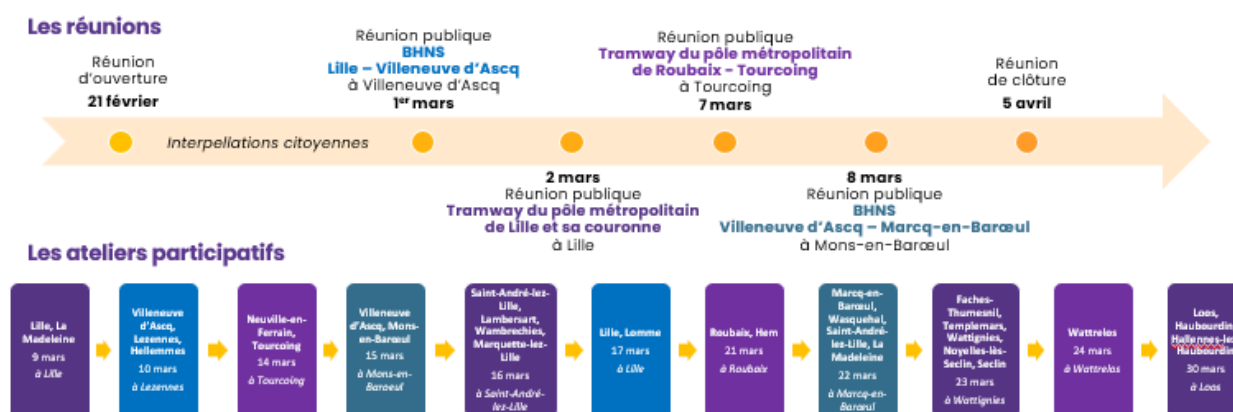 Les réunions
Réunion
d'ouverture
21 février
Réunion publique
BHNS
Lille – Villeneuve d'Ascq
à Villeneuve d'Ascq
1er mars
Réunion publique
Tramway du pôle métropolitain
de Roubaix - Tourcoing
à Tourcoing
7 mars
Réunion
de clôture
5 avril
Interpellations citoyennes
2 mars
Réunion publique
Tramway du pôle métropolitain
de Lille et sa couronne
à Lille
8 mars
Réunion publique
BHNS
Villeneuve d'Ascq – Marcq-en-Barœul
à Mons-en-Barœul
Les ateliers participatifs
Lille, La
Madeleine
9 mars
à Lille
Villeneuve
d'Ascq,
Lezennes,
Hellemmes
10 mars
à Lezennes
Neuville-en-
Ferrain,
Tourcoing
14 mars
à Tourcoing
Villeneuve
d'Ascq, Mons-
en-Barœul
15 mars
à Mons-en-
Baroeul
Saint-André-lez-
Lille,
Lambersart,
Wambrechies,
Marquette-lez-
Lille
16 mars
à Saint-André-
lez-Lille
Lille, Lomme
17 mars
à Lille
Roubaix, Hem
21 mars
à Roubaix
Marcq-en-
Barœul,
Wasquehal,
Saint-André-
lez-Lille, La
Madeleine
22 mars
à Marcq-en-
Barœul
Faches-
Thumesnil,
Templemars,
Wattignies,
Noyelles-lès-
Seclin, Seclin
23 mars
à Wattignies
Wattrelos
24 mars
à Wattrelos
Loos,
Haubourdin,
Hallennes-lez-
Haubourdin
30 mars
à Loos